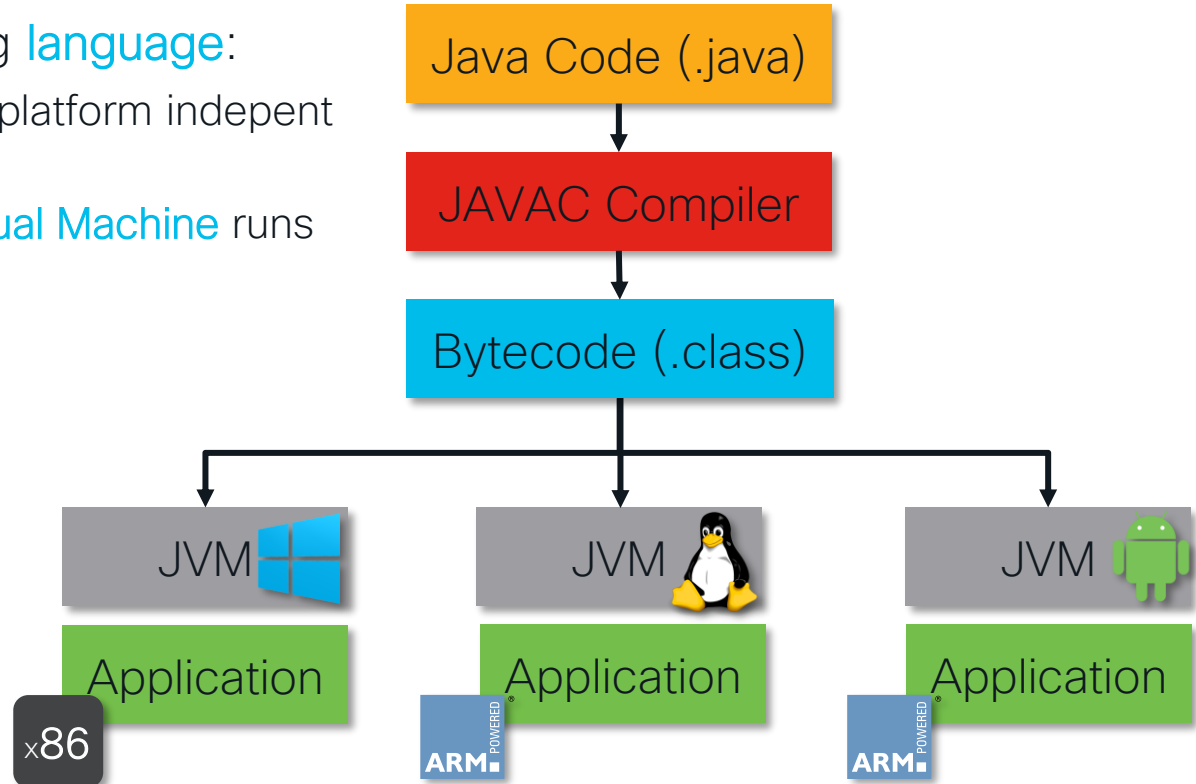 g language:
platform indepent
ual Machine runs
Java Code (.java)
JAVAC Compiler
Bytecode (.class)
JVM
JVM
JVM
Application
Application
Application
x86
ARM POWERED ®
ARM POWERED ®